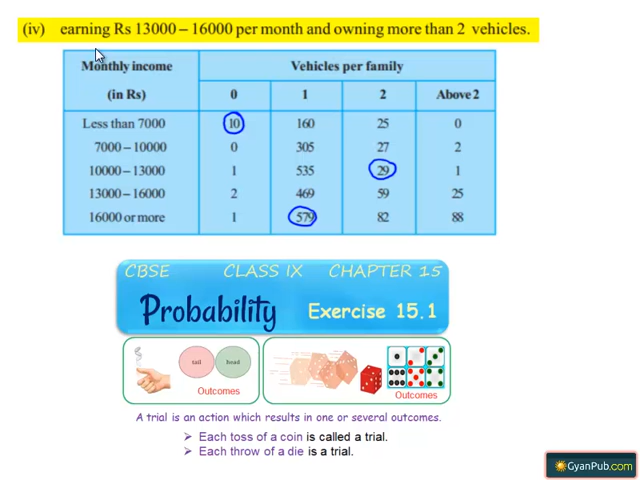 (iv) earning Rs 13000 – 16000 per month and owning more than 2 vehicles.
Monthly income Vehicles per family
(in Rs) 0 1 2 Above 2
Less than 7000 10 160 25 0
7000 – 10000 0 305 27 2
10000 – 13000 1 535 29 1
13000 – 16000 2 469 59 25
16000 or more 1 579 82 88
CBSE CLASS IX CHAPTER 15
Probability Exercise 15.1
tail head
Outcomes
Outcomes
A trial is an action which results in one or several outcomes.
➢ Each toss of a coin is called a trial.
➢ Each throw of a die is a trial.
GyanPub.com